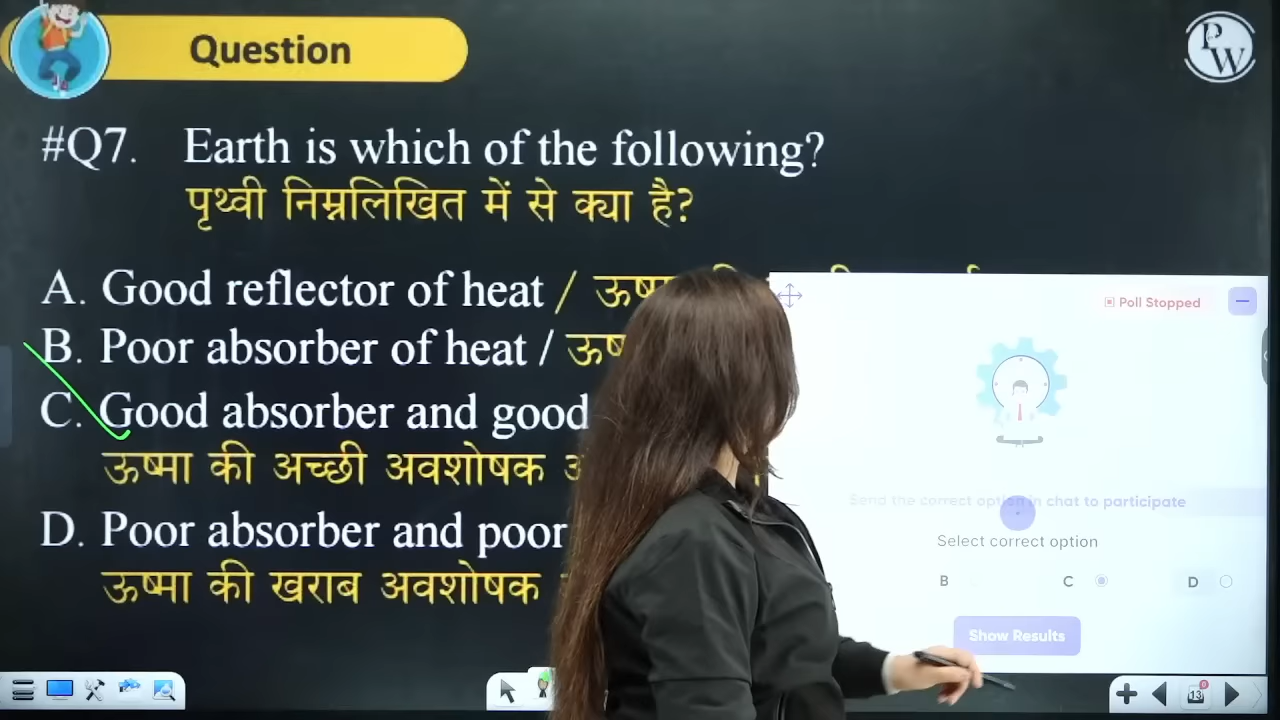 Question
PW
#Q7. Earth is which of the following?
पृथ्वी निम्नलिखित में से क्या है?
A. Good reflector of heat / ऊष्मा
B. Poor absorber of heat /
C. Good absorber and good
ऊष्मा की अच्छी अवशोषक
D. Poor absorber and poor
ऊष्मा की खराब अवशोषक
Poll Stopped
Send the correct option in chat to participate
Select correct option
B C D
Show Results
13